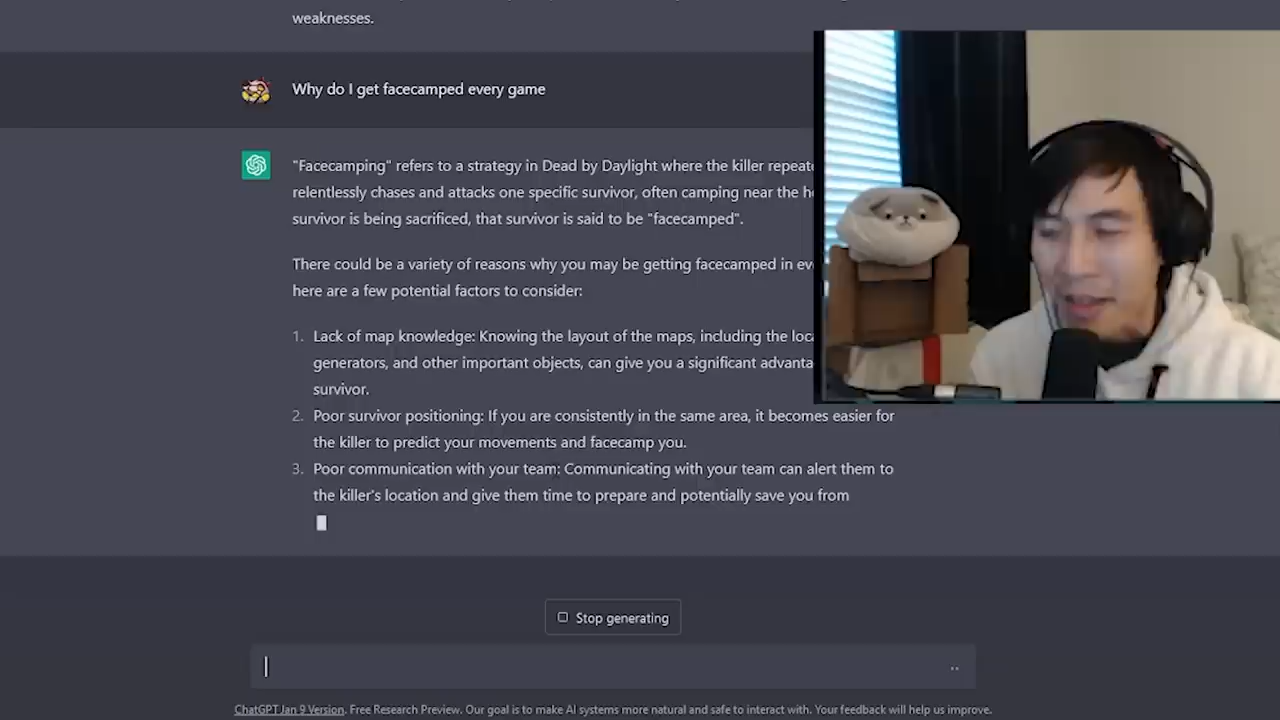 weaknesses.
Why do I get facecamped every game
"Facecamping" refers to a strategy in Dead by Daylight where the killer
relentlessly chases and attacks one specific survivor, often camping near the
survivor is being sacrificed, that survivor is said to be "facecamped".
There could be a variety of reasons why you may be getting facecamped in
here are a few potential factors to consider:
1. Lack of map knowledge: Knowing the layout of the maps, including the
generators, and other important objects, can give you a significant
survivor.
2. Poor survivor positioning: If you are consistently in the same area, it becomes easier for
the killer to predict your movements and facecamp you.
3. Poor communication with your team: Communicating with your team can alert them to
the killer's location and give them time to prepare and potentially save you from
Stop generating
ChatGPT Jan 9 Version. Free Research Preview. Our goal is to make AI systems more natural and safe to interact with. Your feedback will help us improve.